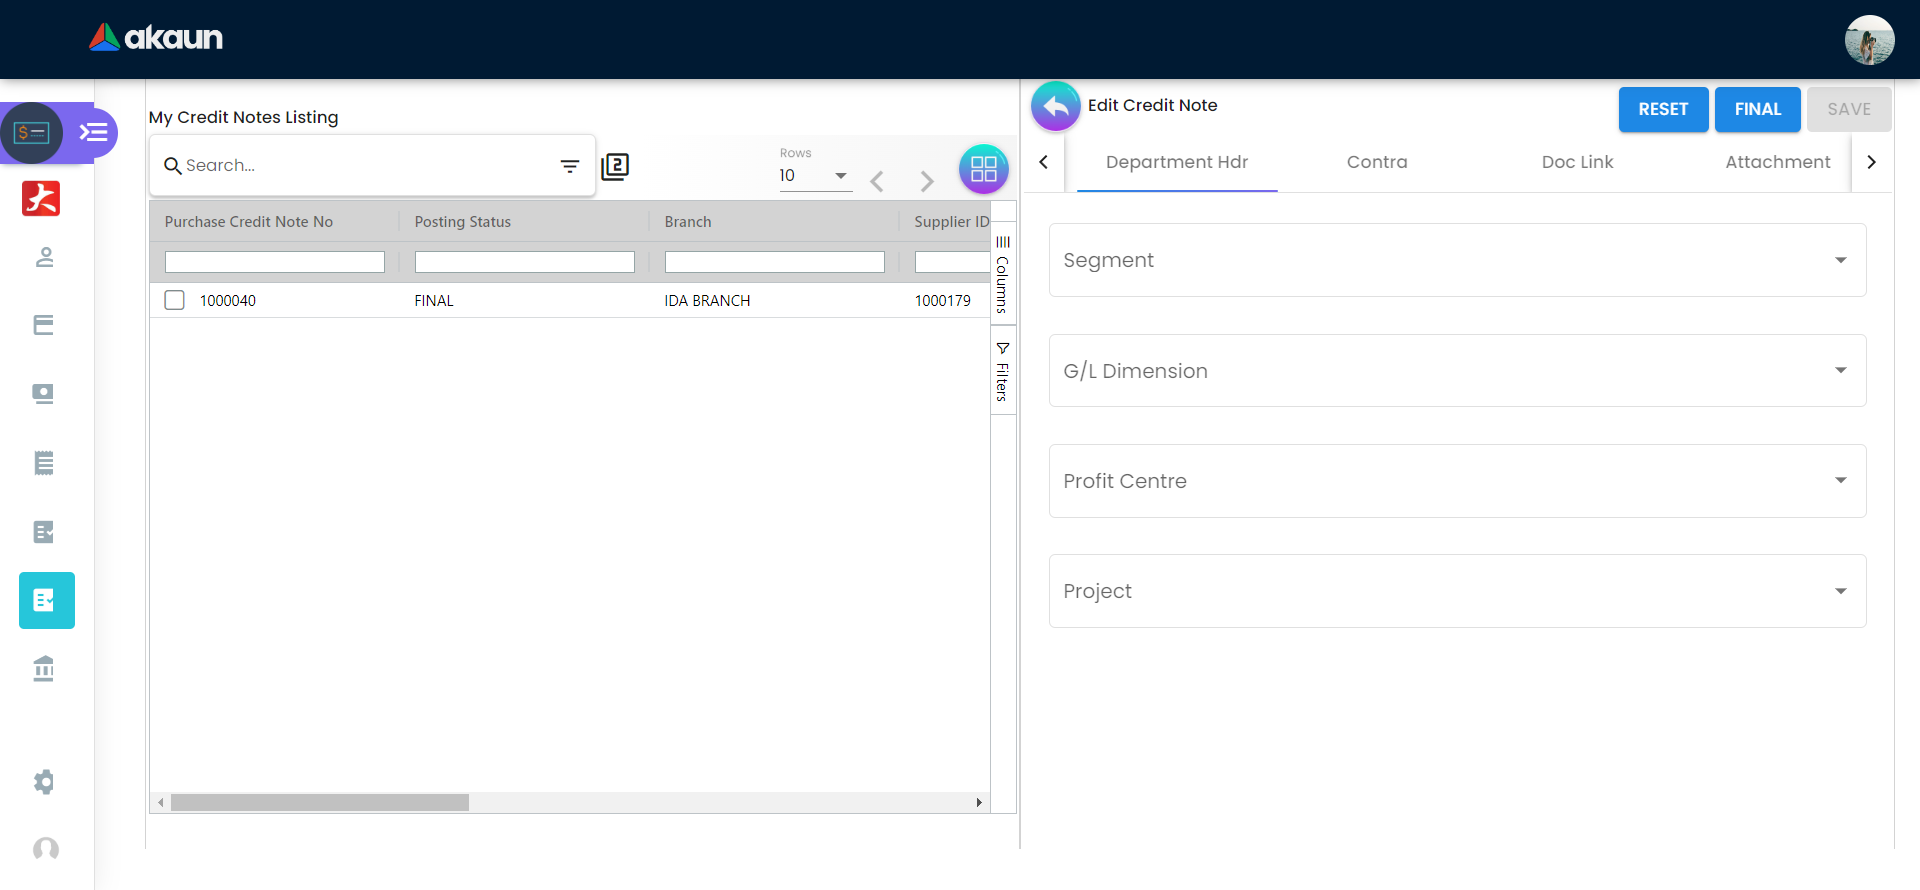 akaun
My Credit Notes Listing
Search...
2
Rows
10
Purchase Credit Note No
Posting Status
Branch
Supplier ID
1000040
FINAL
IDA BRANCH
1000179
Columns
Filters
Edit Credit Note
RESET
FINAL
SAVE
Department Hdr
Contra
Doc Link
Attachment
Segment
G/L Dimension
Profit Centre
Project